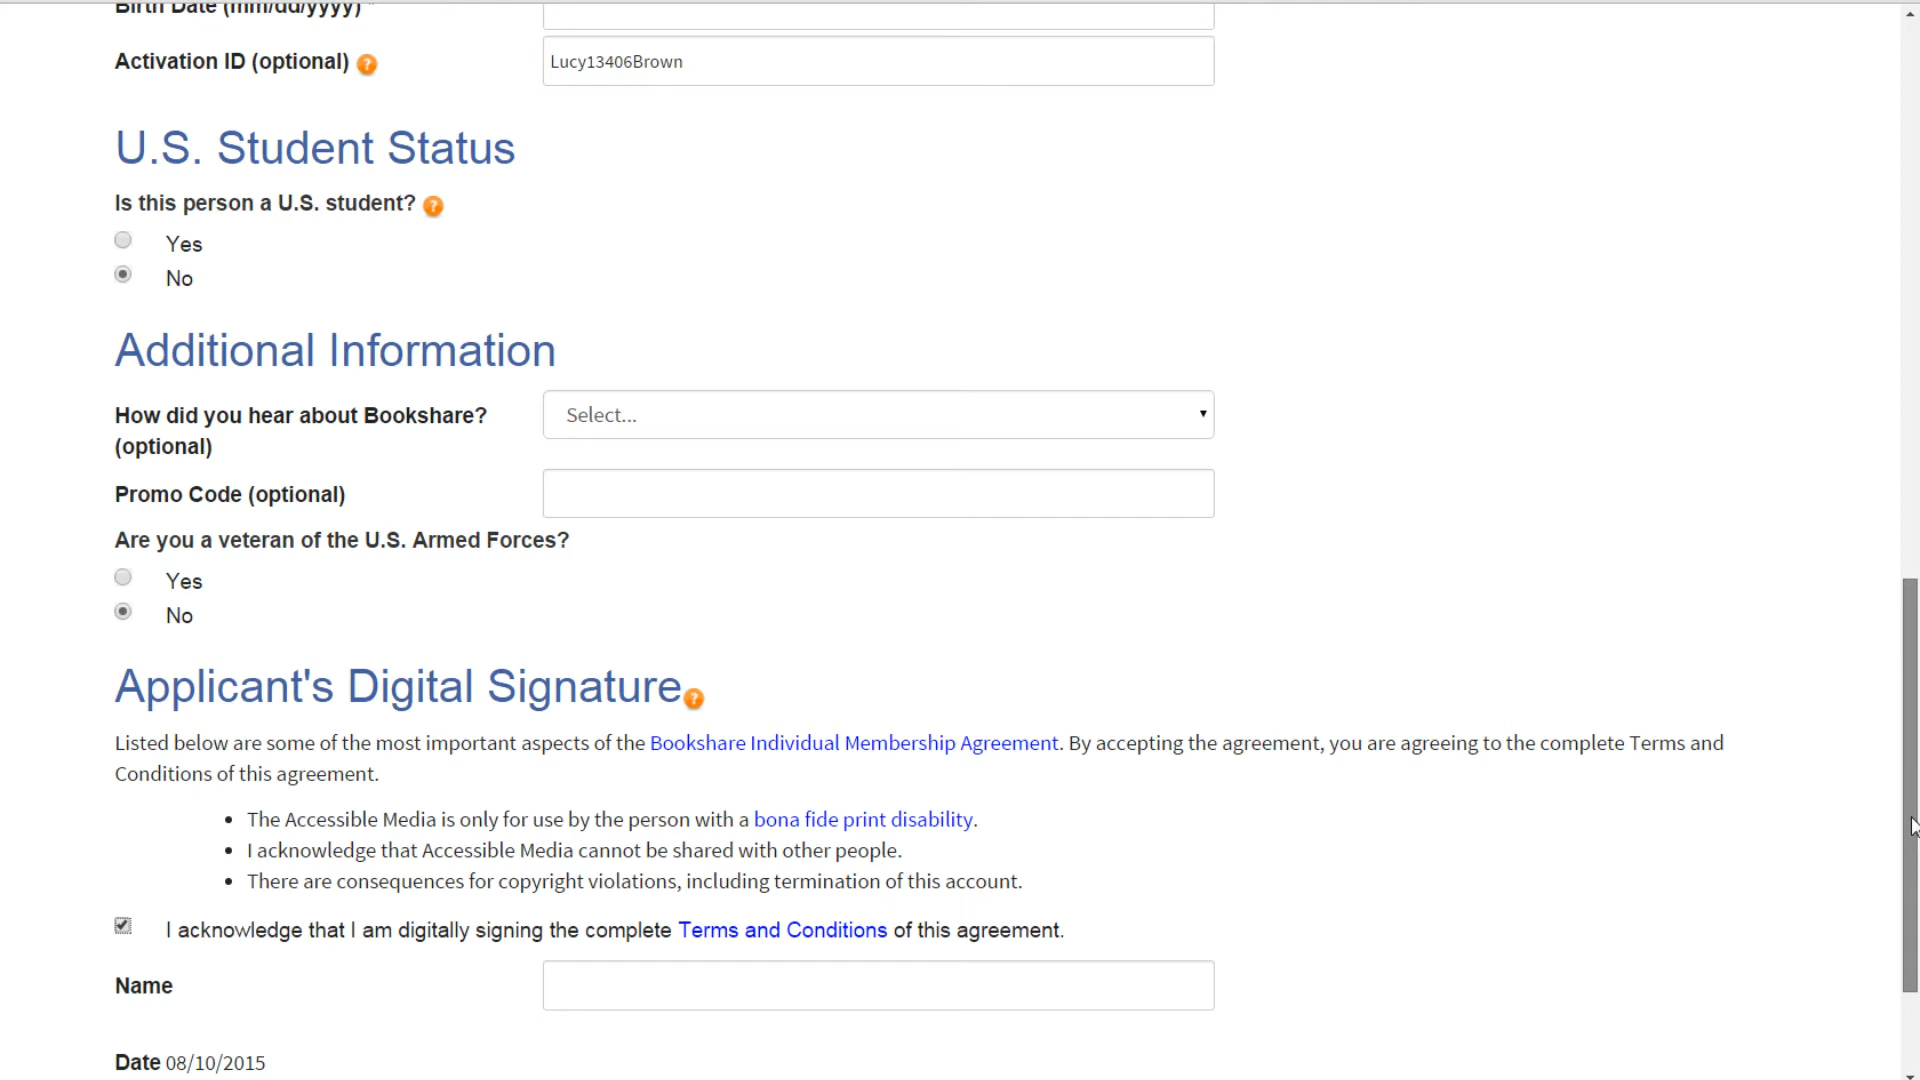 Birth Date (mm/dd/yyyy) *
Activation ID (optional) ?
Lucy13406Brown
U.S. Student Status
Is this person a U.S. student? ?
Yes
No
Additional Information
How did you hear about Bookshare?
(optional)
Select...
Promo Code (optional)
Are you a veteran of the U.S. Armed Forces?
Yes
No
Applicant's Digital Signature ?
Listed below are some of the most important aspects of the Bookshare Individual Membership Agreement. By accepting the agreement, you are agreeing to the complete Terms and
Conditions of this agreement.
• The Accessible Media is only for use by the person with a bona fide print disability.
• I acknowledge that Accessible Media cannot be shared with other people.
• There are consequences for copyright violations, including termination of this account.
I acknowledge that I am digitally signing the complete Terms and Conditions of this agreement.
Name
Date 08/10/2015